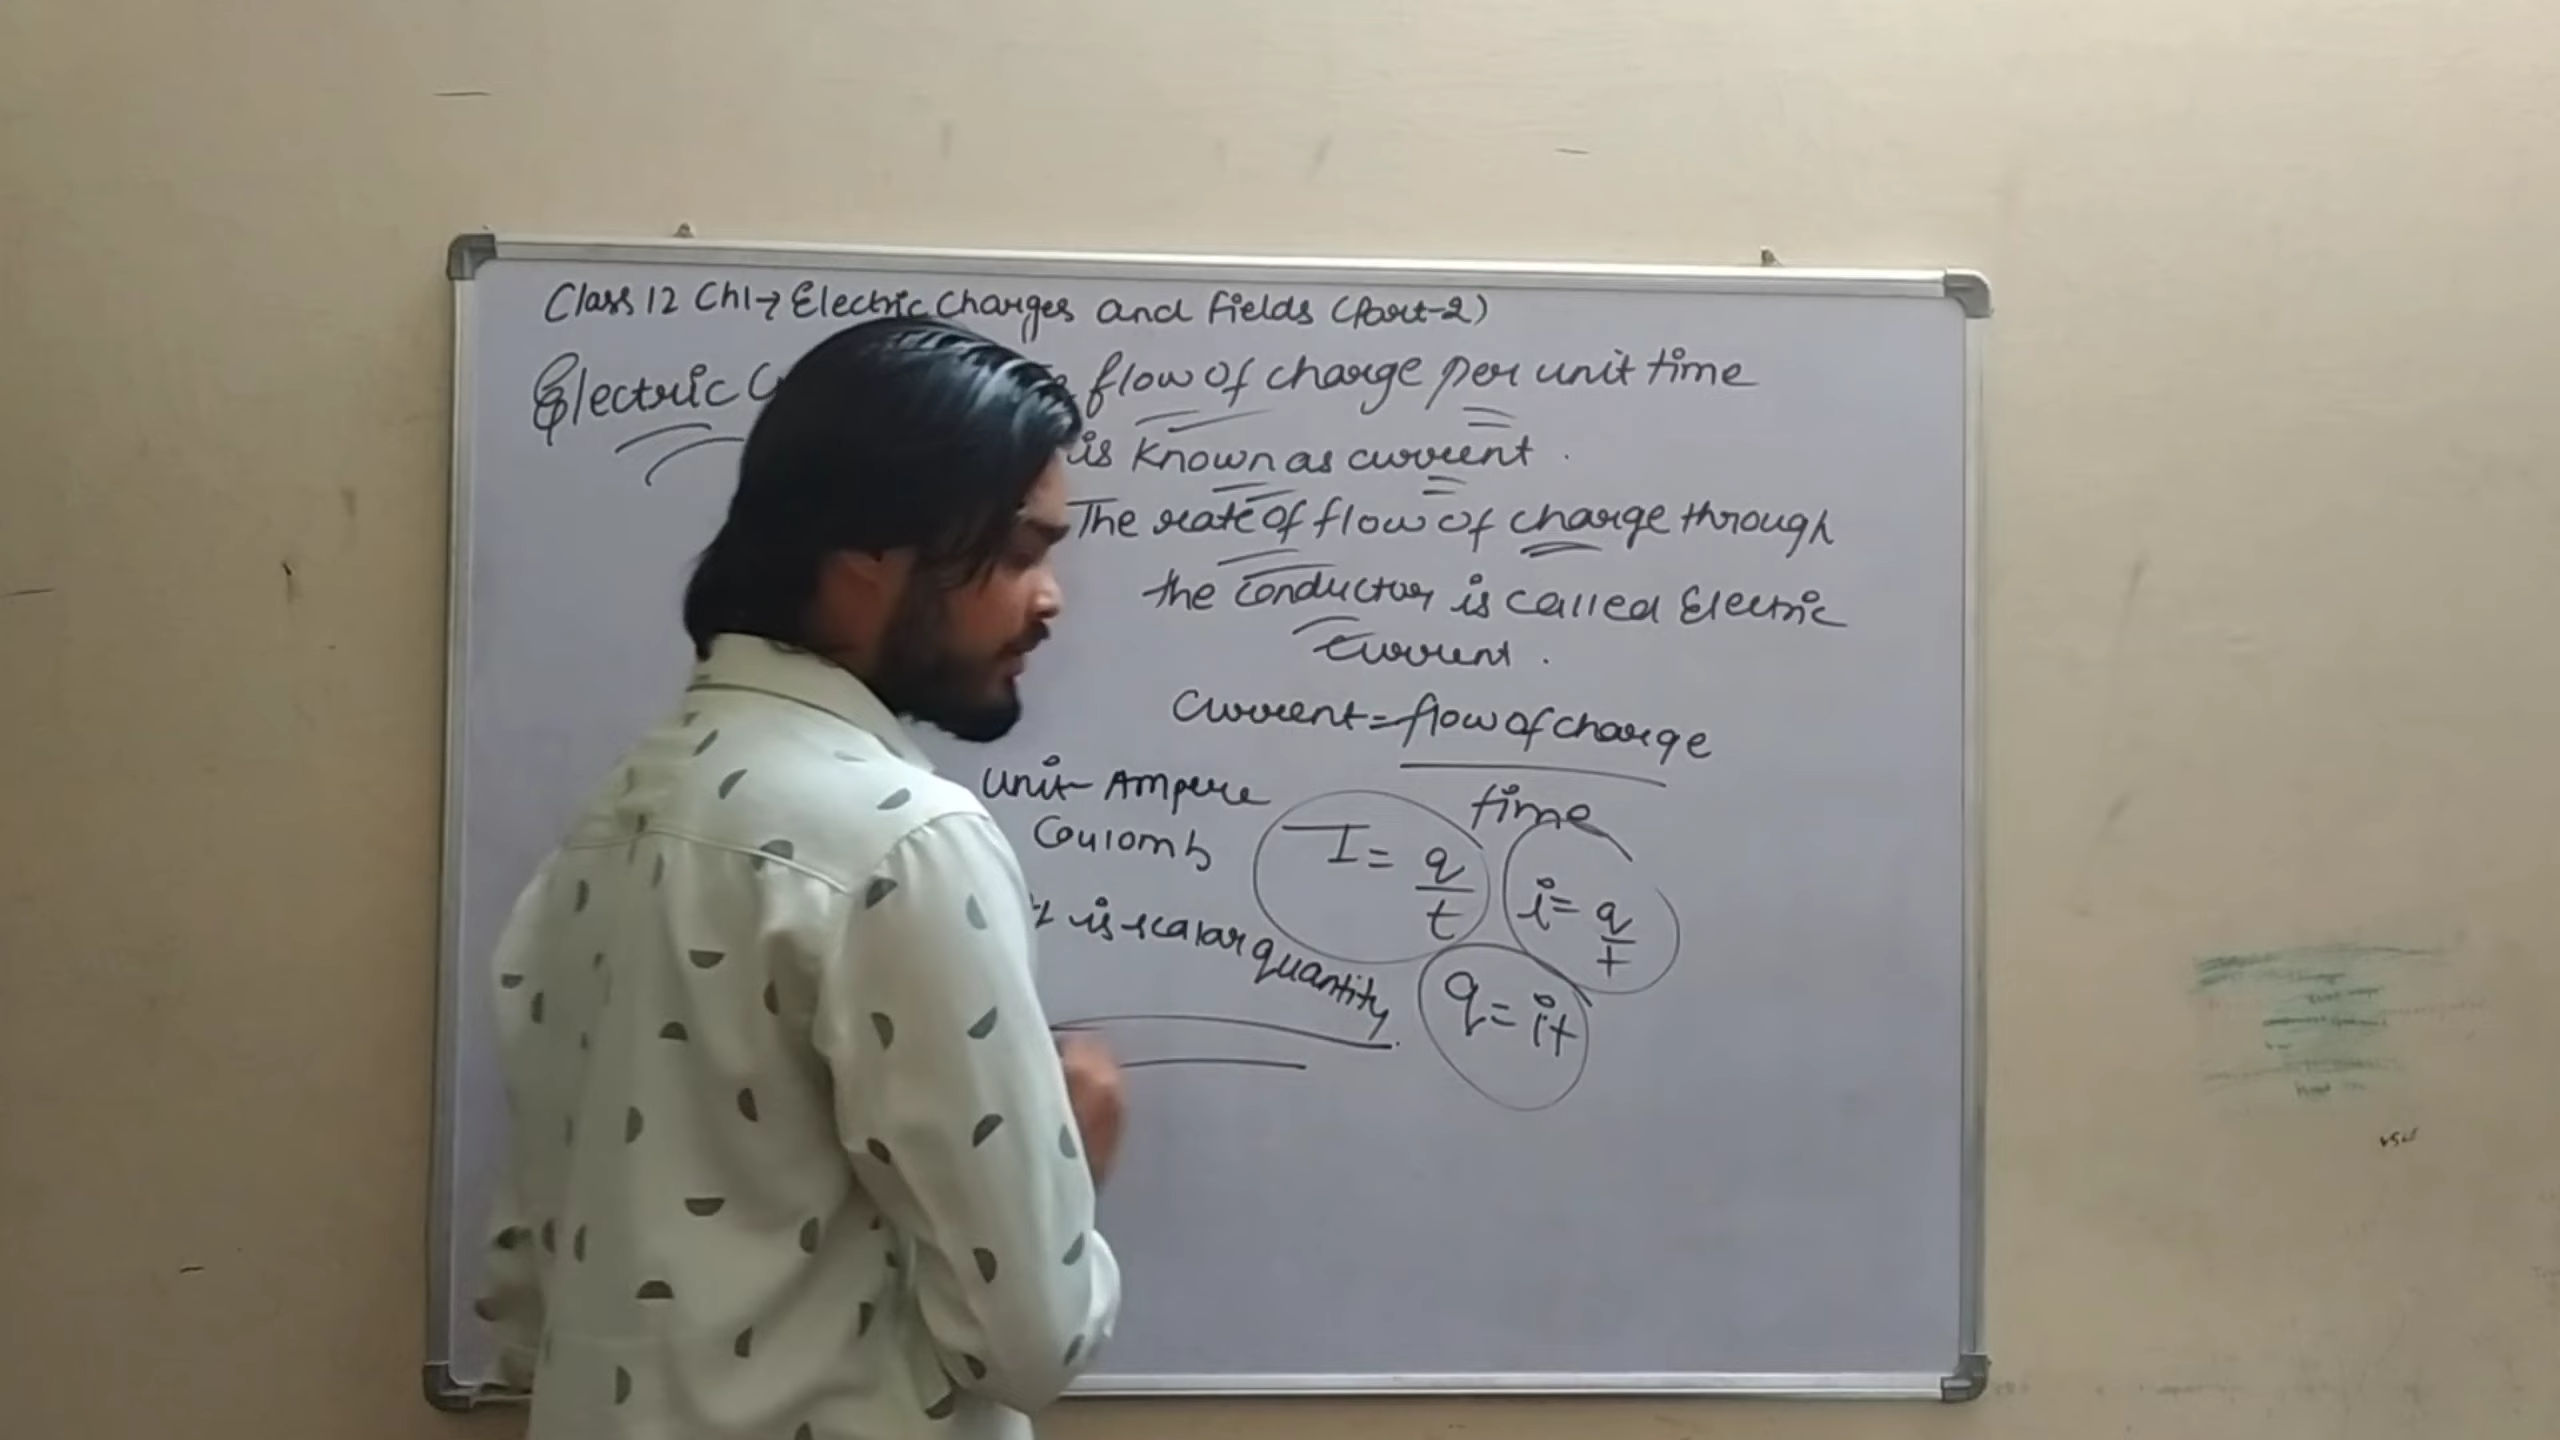 Class 12 Ch1→ Electric Charges and Fields (Part-2)
Electric C flow of charge per unit time
is known as current.
The rate of flow of charge through
the conductor is called Electric
Current.
Current = flow of charge
time
Unit- Ampere
Coulomb
I = q/t
i = q/t
is scalar quantity.
q = it